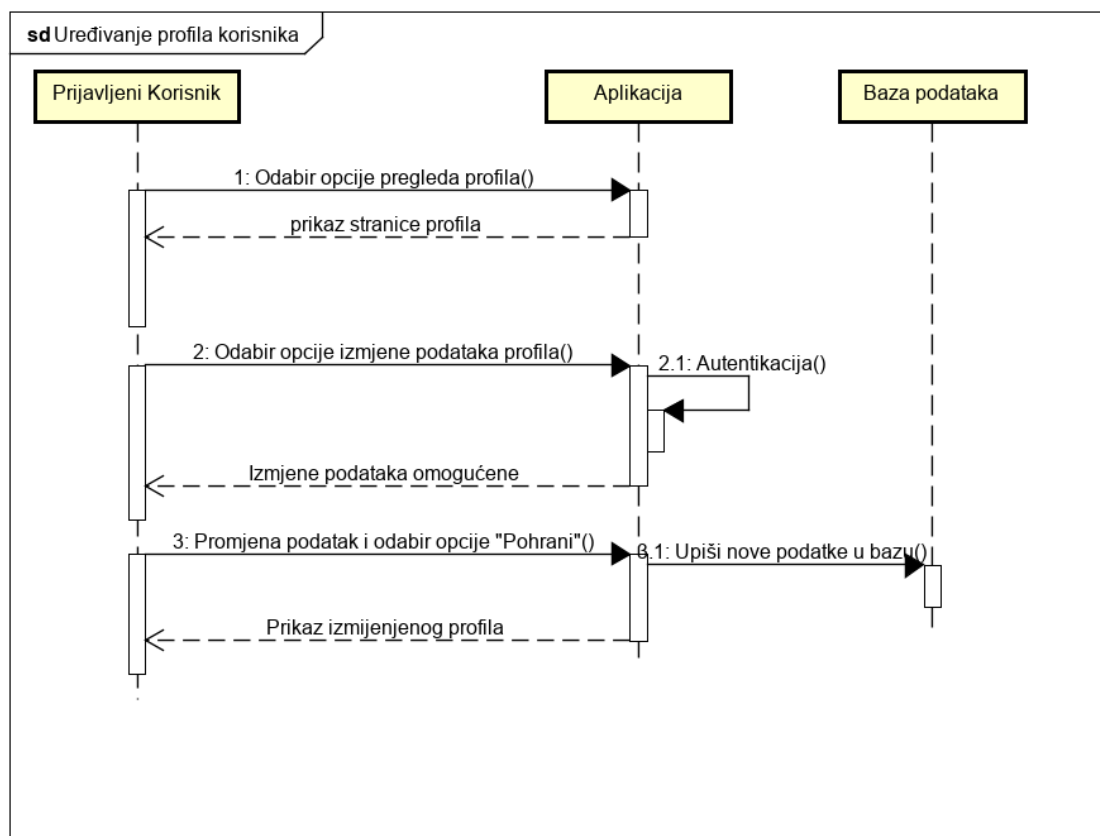 sd Uređivanje profila korisnika
Prijavljeni Korisnik
Aplikacija
Baza podataka
1: Odabir opcije pregleda profila()
prikaz stranice profila
2: Odabir opcije izmjene podataka profila()
2.1: Autentikacija()
Izmjene podataka omogućene
3: Promjena podatak i odabir opcije "Pohrani"()
3.1: Upiši nove podatke u bazu()
Prikaz izmijenjenog profila